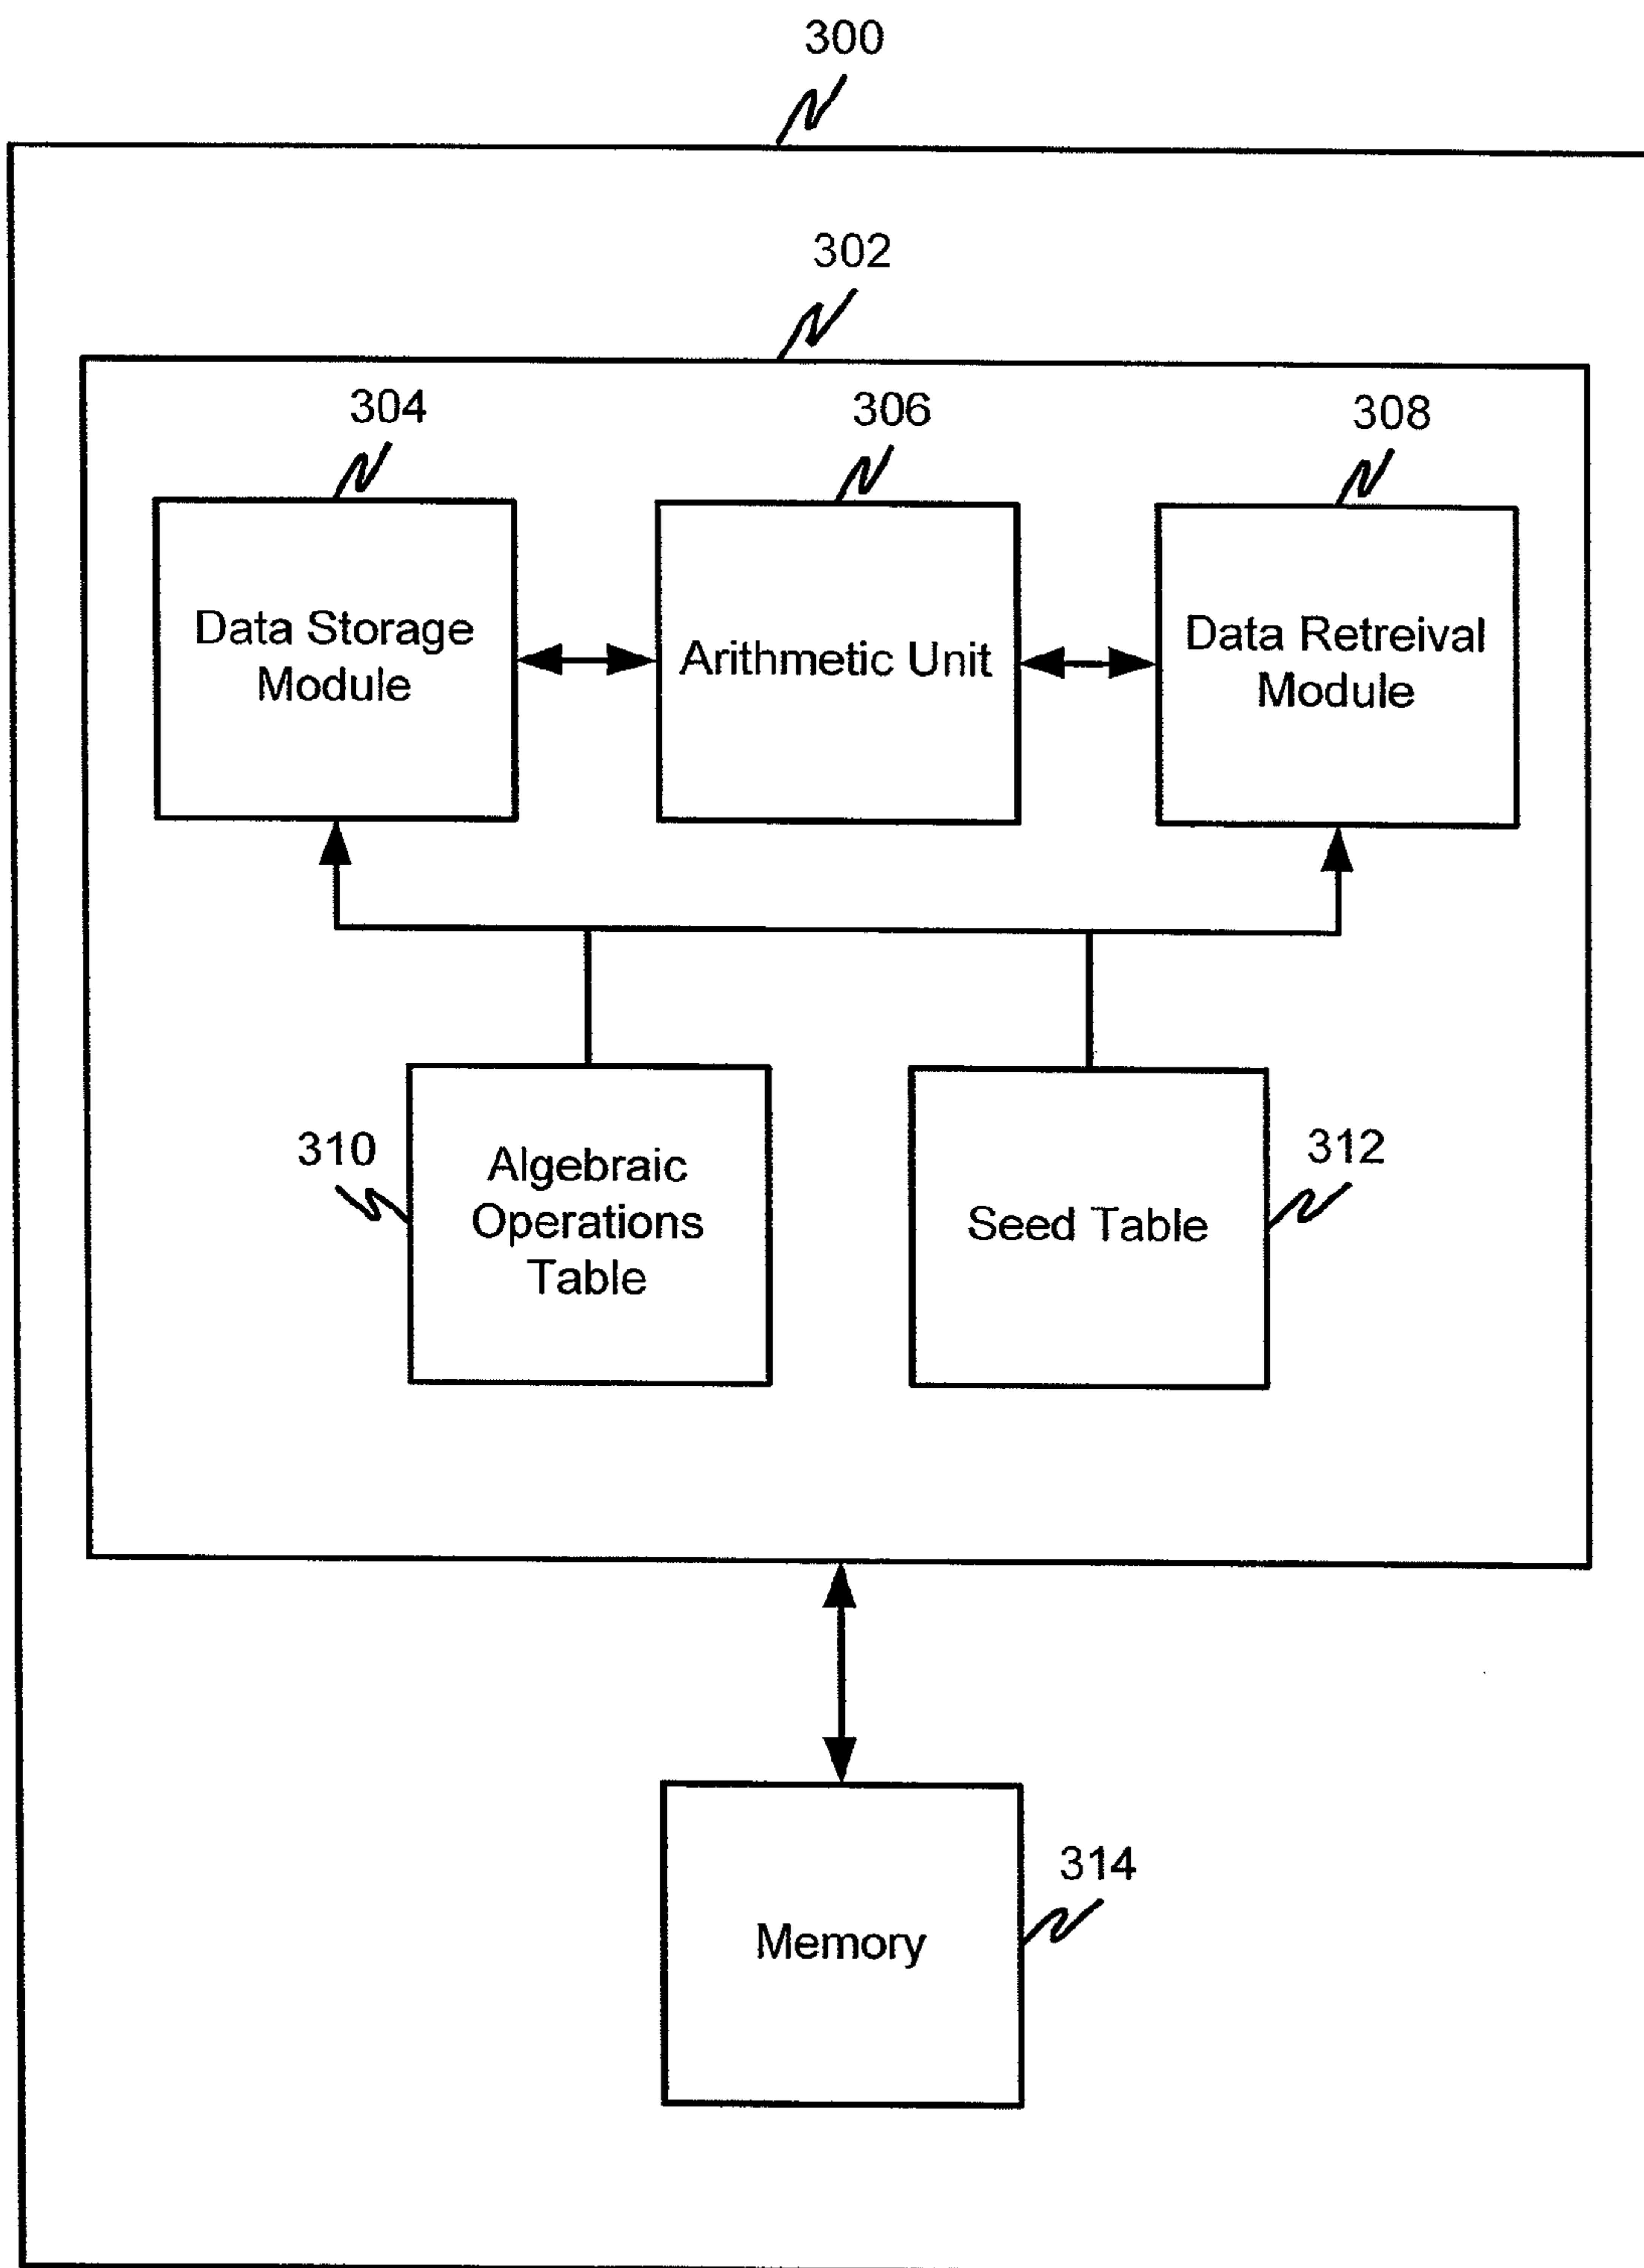 300
302
304
306
308
Data Storage
Module
Arithmetic Unit
Data Retreival
Module
310
Algebraic
Operations
Table
Seed Table
312
Memory
314